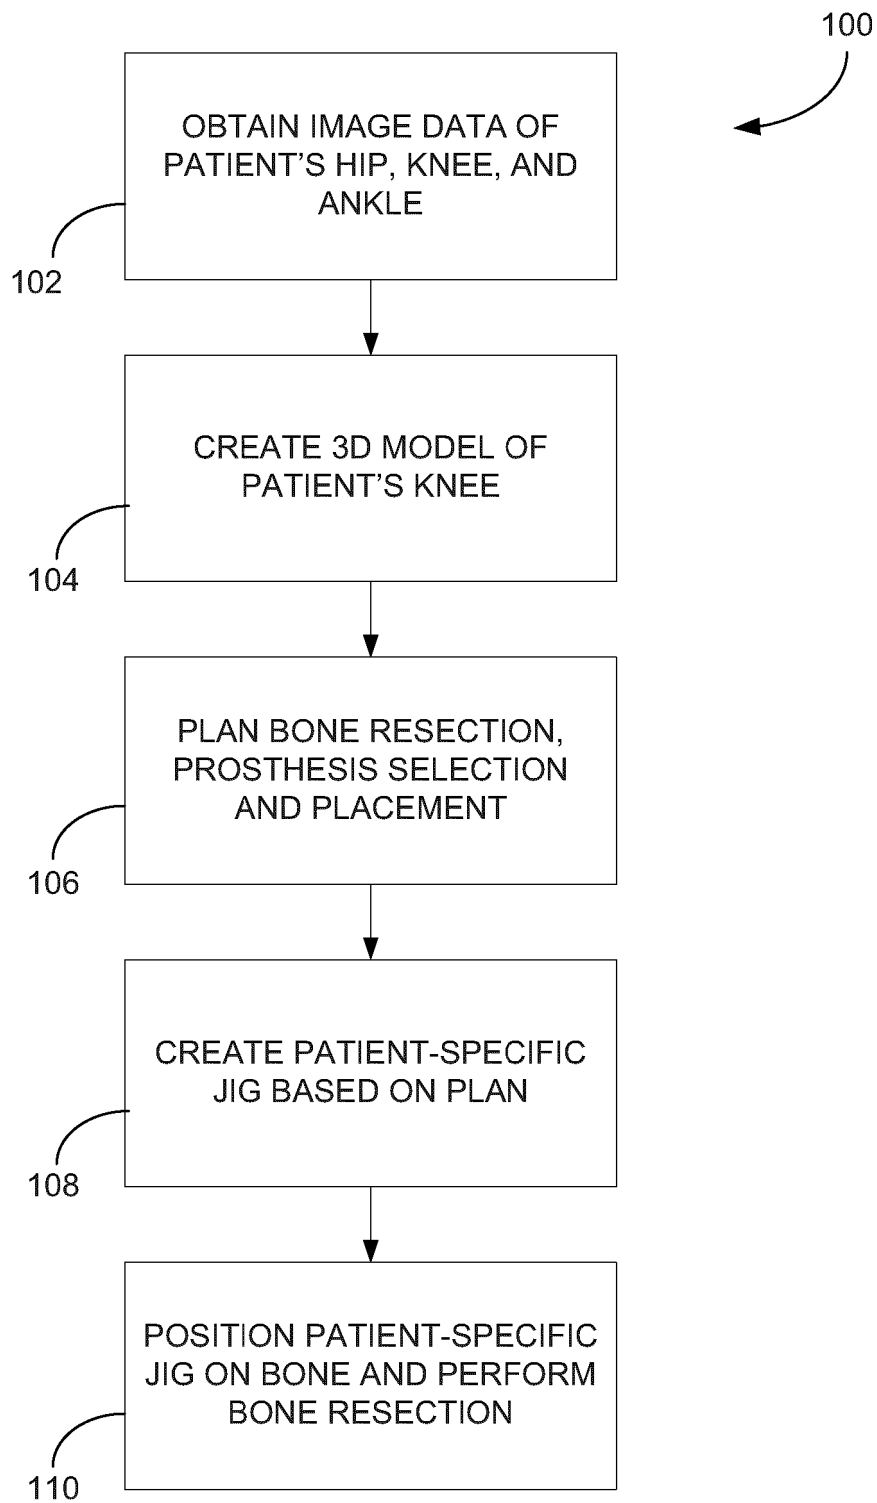 100
OBTAIN IMAGE DATA OF
PATIENT’S HIP, KNEE, AND
ANKLE
102
CREATE 3D MODEL OF
PATIENT’S KNEE
104
PLAN BONE RESECTION,
PROSTHESIS SELECTION
AND PLACEMENT
106
CREATE PATIENT-SPECIFIC
JIG BASED ON PLAN
108
POSITION PATIENT-SPECIFIC
JIG ON BONE AND PERFORM
BONE RESECTION
110